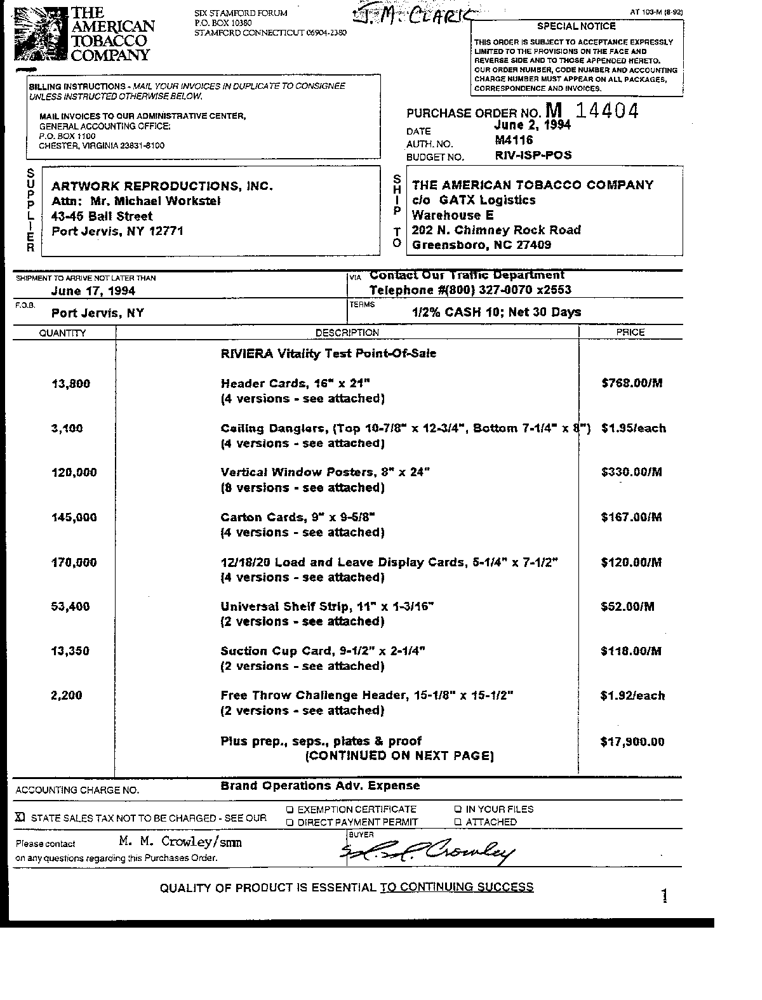 J. M. CLARK
THE
AMERICAN
TOBACCO
COMPANY
SIX STAMFORD FORUM
P.O. BOX 10380
STAMFORD CONNECTICUT 06904-2380
AT 103-M (8-92)
SPECIAL NOTICE
THIS ORDER IS SUBJECT TO ACCEPTANCE EXPRESSLY
LIMITED TO THE PROVISIONS ON THE FACE AND
REVERSE SIDE AND TO THOSE APPENDED HERETO.
OUR ORDER NUMBER, CODE NUMBER AND ACCOUNTING
CHARGE NUMBER MUST APPEAR ON ALL PACKAGES,
CORRESPONDENCE AND INVOICES.
BILLING INSTRUCTIONS - MAIL YOUR INVOICES IN DUPLICATE TO CONSIGNEE
UNLESS INSTRUCTED OTHERWISE BELOW.
MAIL INVOICES TO OUR ADMINISTRATIVE CENTER,
GENERAL ACCOUNTING OFFICE;
P.O. BOX 1100
CHESTER, VIRGINIA 23831-8100
PURCHASE ORDER NO. M 14404
DATE June 2, 1994
AUTH. NO. M4116
BUDGET NO. RIV-ISP-POS
SUPPLIER
ARTWORK REPRODUCTIONS, INC.
Attn: Mr. Michael Workstel
43-45 Ball Street
Port Jervis, NY 12771
SHIP TO
THE AMERICAN TOBACCO COMPANY
c/o GATX Logistics
Warehouse E
202 N. Chimney Rock Road
Greensboro, NC 27409
SHIPMENT TO ARRIVE NOT LATER THAN
June 17, 1994
VIA Contact Our Traffic Department
Telephone #(800) 327-0070 x2553
F.O.B. Port Jervis, NY
TERMS 1/2% CASH 10; Net 30 Days
QUANTITY DESCRIPTION PRICE
RIVIERA Vitality Test Point-Of-Sale
13,800 Header Cards, 16" x 21" $768.00/M
(4 versions - see attached)
3,100 Ceiling Danglers, (Top 10-7/8" x 12-3/4", Bottom 7-1/4" x 8") $1.95/each
(4 versions - see attached)
120,000 Vertical Window Posters, 8" x 24" $330.00/M
(8 versions - see attached)
145,000 Carton Cards, 9" x 9-5/8" $167.00/M
(4 versions - see attached)
170,000 12/18/20 Load and Leave Display Cards, 5-1/4" x 7-1/2" $120.00/M
(4 versions - see attached)
53,400 Universal Shelf Strip, 11" x 1-3/16" $52.00/M
(2 versions - see attached)
13,350 Suction Cup Card, 9-1/2" x 2-1/4" $118.00/M
(2 versions - see attached)
2,200 Free Throw Challenge Header, 15-1/8" x 15-1/2" $1.92/each
(2 versions - see attached)
Plus prep., seps., plates & proof $17,900.00
(CONTINUED ON NEXT PAGE)
ACCOUNTING CHARGE NO. Brand Operations Adv. Expense
X STATE SALES TAX NOT TO BE CHARGED - SEE OUR
EXEMPTION CERTIFICATE IN YOUR FILES
DIRECT PAYMENT PERMIT ATTACHED
Please contact M. M. Crowley/smm
on any questions regarding this Purchases Order.
BUYER
Crowley
QUALITY OF PRODUCT IS ESSENTIAL TO CONTINUING SUCCESS
1